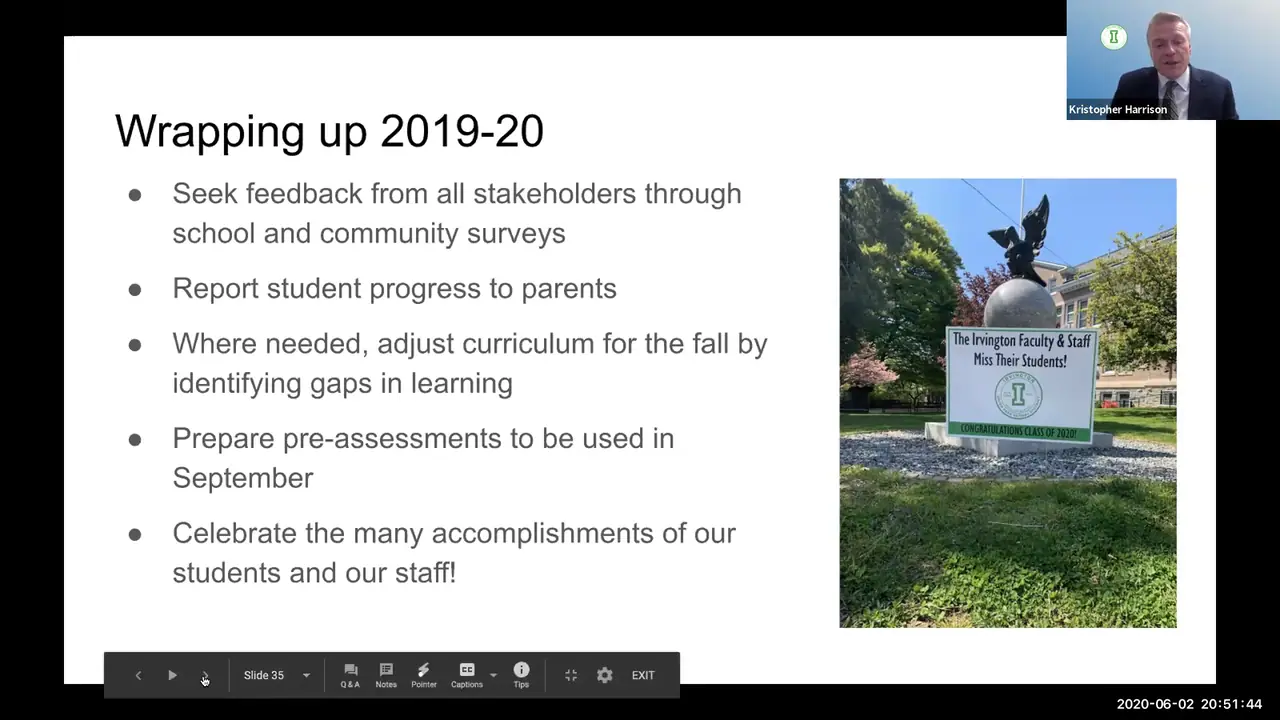 Kristopher Harrison
Wrapping up 2019-20
● Seek feedback from all stakeholders through
school and community surveys
● Report student progress to parents
● Where needed, adjust curriculum for the fall by
identifying gaps in learning
● Prepare pre-assessments to be used in
September
● Celebrate the many accomplishments of our
students and our staff!
The Irvington Faculty & Staff
Miss Their Students!
IRVINGTON
I
CONGRATULATIONS CLASS OF 2020!
Slide 35
Q & A
Notes
Pointer
CC
Captions
Tips
EXIT
2020-06-02 20:51:44